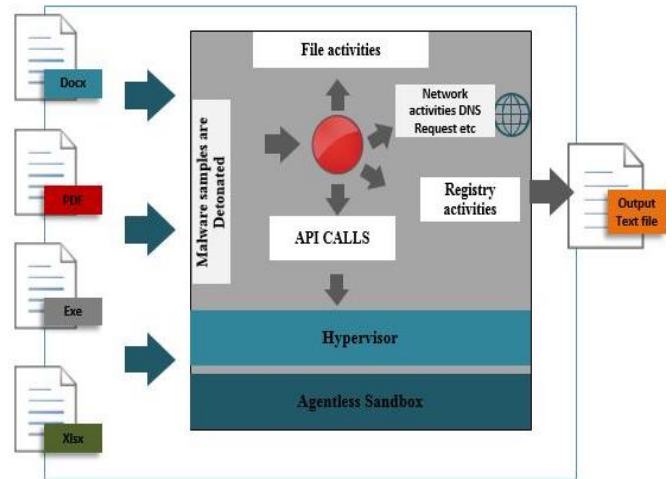 Docx
PDF
Exe
Xlsx
Malware samples are
Detonated
File activities
Network
activities DNS
Request etc
Registry
activities
API CALLS
Hypervisor
Agentless Sandbox
Output
Text file